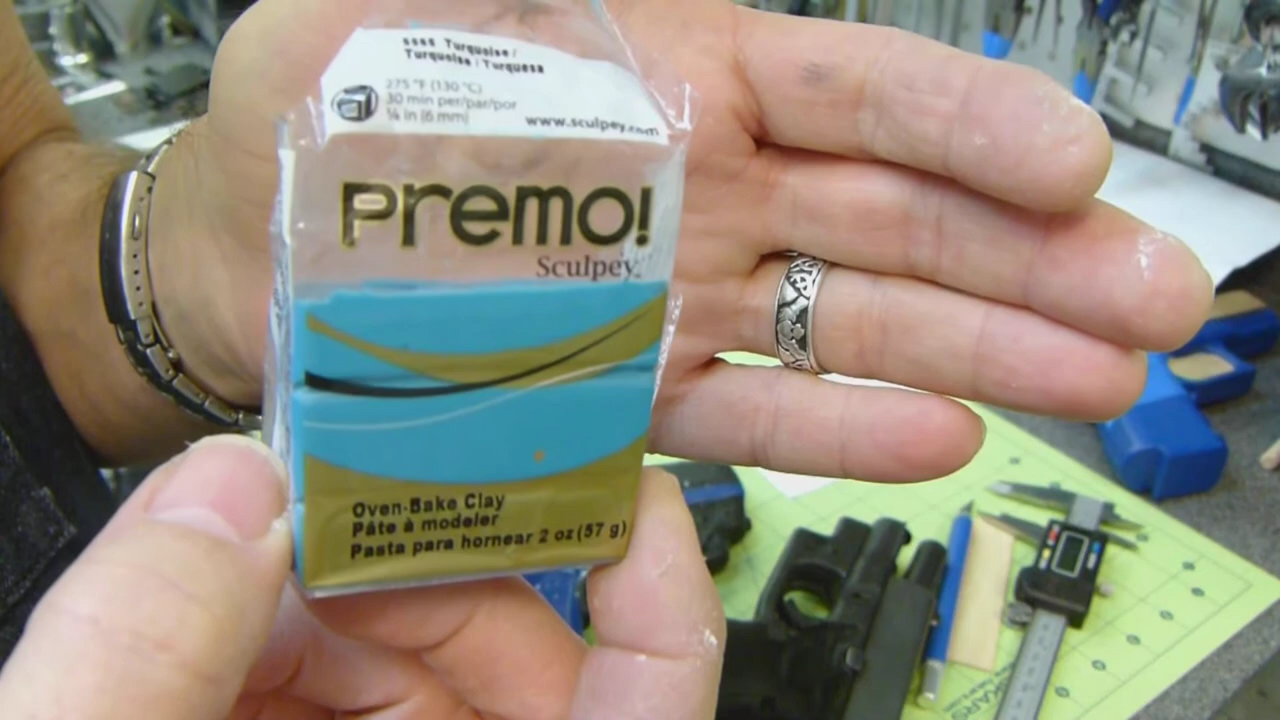 Turquoise /
Turquoise / Turquesa
275 °F (130 °C)
30 min per/par/por
¼ in (6 mm)
www.sculpey.com
Premo!
Sculpey
Oven-Bake Clay
Pâte à modeler
Pasta para hornear 2 oz (57 g)